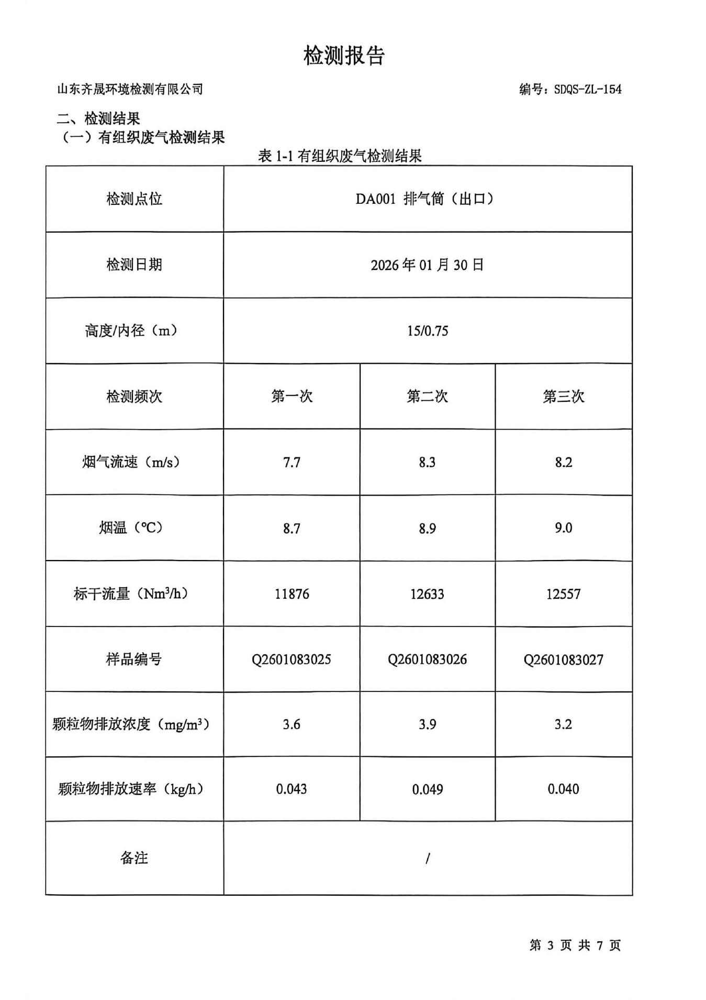 检测报告
山东齐晟环境检测有限公司 编号：SDQS-ZL-154
二、检测结果
（一）有组织废气检测结果
表 1-1 有组织废气检测结果
检测点位 DA001 排气筒（出口）
检测日期 2026 年 01 月 30 日
高度/内径（m） 15/0.75
检测频次 第一次 第二次 第三次
烟气流速（m/s） 7.7 8.3 8.2
烟温（℃） 8.7 8.9 9.0
标干流量（Nm³/h） 11876 12633 12557
样品编号 Q2601083025 Q2601083026 Q2601083027
颗粒物排放浓度（mg/m³） 3.6 3.9 3.2
颗粒物排放速率（kg/h） 0.043 0.049 0.040
备注 /
第 3 页 共 7 页